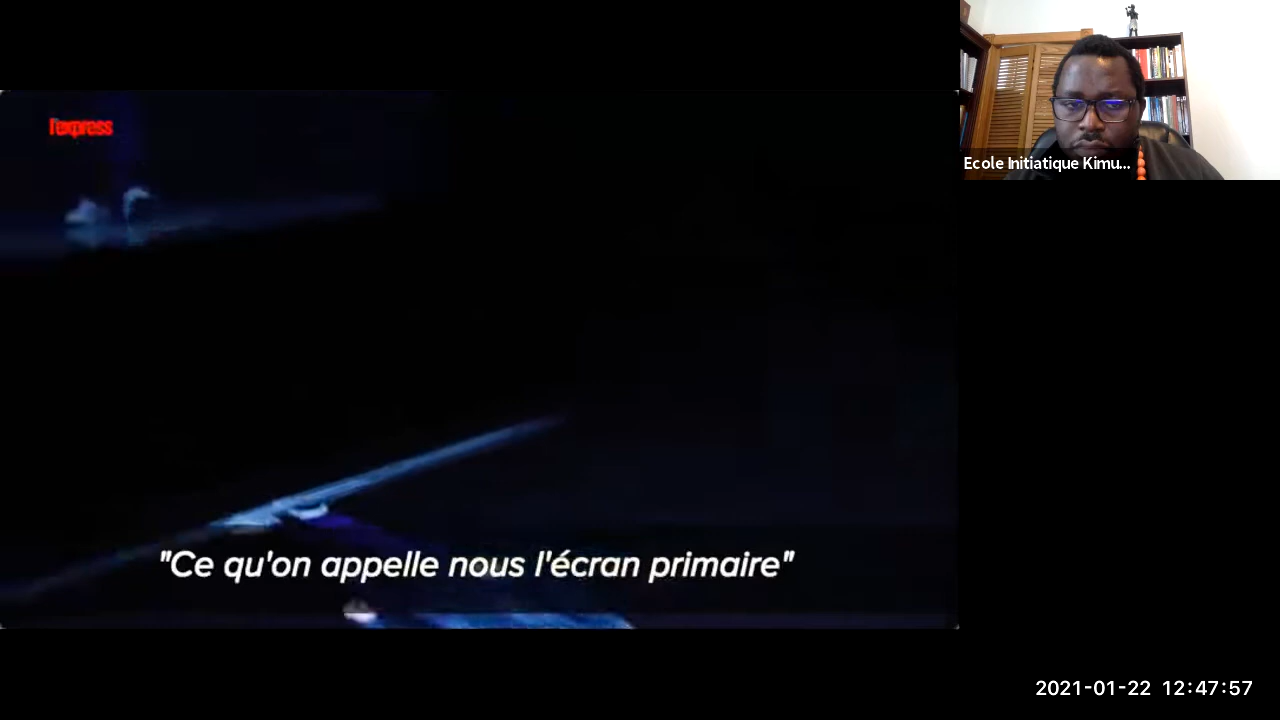 l'express
Ecole Initiatique Kimu...
"Ce qu'on appelle nous l'écran primaire"
2021-01-22 12:47:57